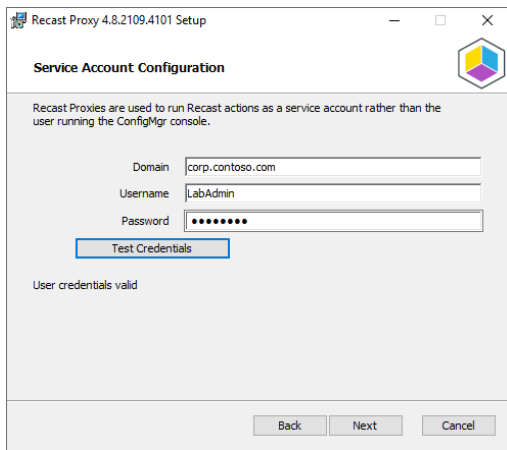 Recast Proxy 4.8.2109.4101 Setup
Service Account Configuration
Recast Proxies are used to run Recast actions as a service account rather than the
user running the ConfigMgr console.
Domain corp.contoso.com
Username LabAdmin
Password ●●●●●●●●
Test Credentials
User credentials valid
Back Next Cancel